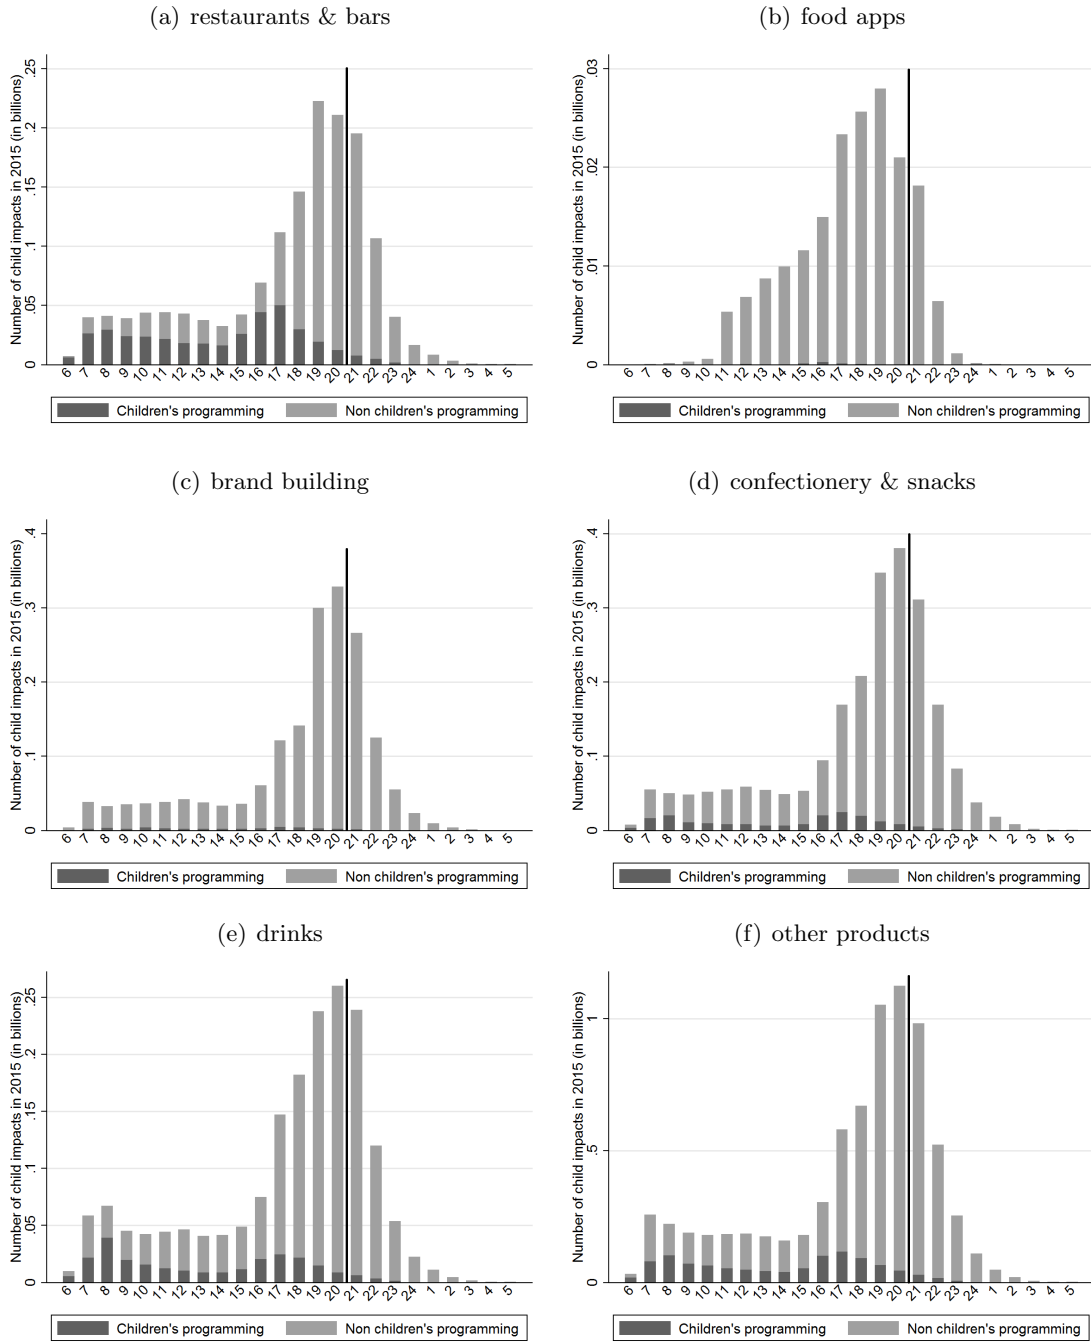 (a) restaurants & bars
Number of child impacts in 2015 (in billions)
.25
.2
.15
.1
.05
0
6 7 8 9 10 11 12 13 14 15 16 17 18 19 20 21 22 23 24 1 2 3 4 5
Children's programming Non children's programming
(b) food apps
Number of child impacts in 2015 (in billions)
.03
.02
.01
0
6 7 8 9 10 11 12 13 14 15 16 17 18 19 20 21 22 23 24 1 2 3 4 5
Children's programming Non children's programming
(c) brand building
Number of child impacts in 2015 (in billions)
.4
.3
.2
.1
0
6 7 8 9 10 11 12 13 14 15 16 17 18 19 20 21 22 23 24 1 2 3 4 5
Children's programming Non children's programming
(d) confectionery & snacks
Number of child impacts in 2015 (in billions)
.4
.3
.2
.1
0
6 7 8 9 10 11 12 13 14 15 16 17 18 19 20 21 22 23 24 1 2 3 4 5
Children's programming Non children's programming
(e) drinks
Number of child impacts in 2015 (in billions)
.25
.2
.15
.1
.05
0
6 7 8 9 10 11 12 13 14 15 16 17 18 19 20 21 22 23 24 1 2 3 4 5
Children's programming Non children's programming
(f) other products
Number of child impacts in 2015 (in billions)
1
.5
0
6 7 8 9 10 11 12 13 14 15 16 17 18 19 20 21 22 23 24 1 2 3 4 5
Children's programming Non children's programming